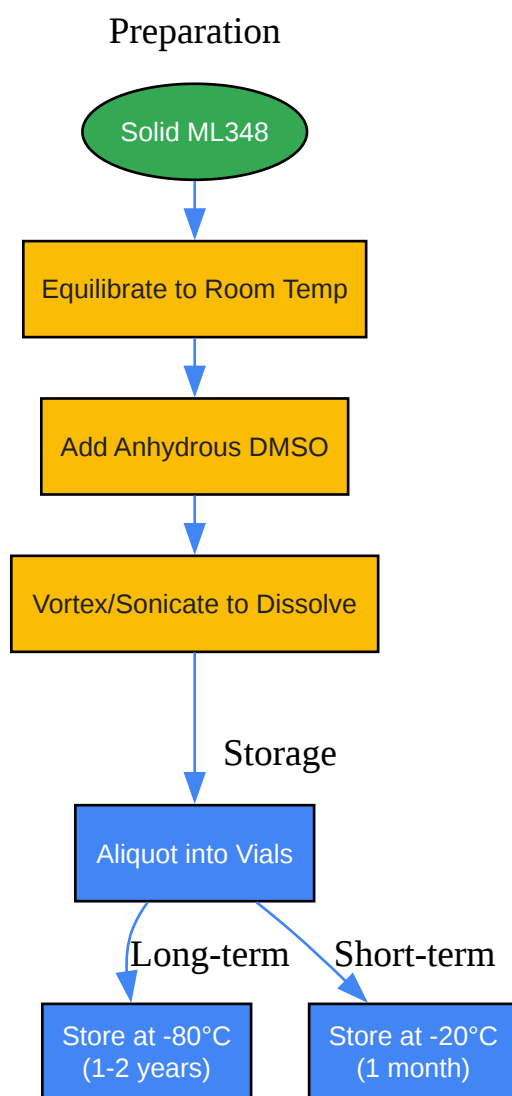 Preparation
Solid ML348
Equilibrate to Room Temp
Add Anhydrous DMSO
Vortex/Sonicate to Dissolve
Storage
Aliquot into Vials
Long-term
Short-term
Store at -80°C
(1-2 years)
Store at -20°C
(1 month)